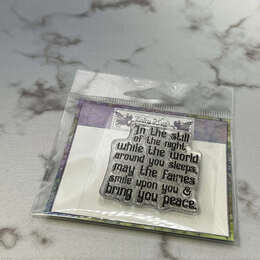 In the still
of the night
while the world
around you sleeps,
may the fairies
smile upon you &
bring you peace.